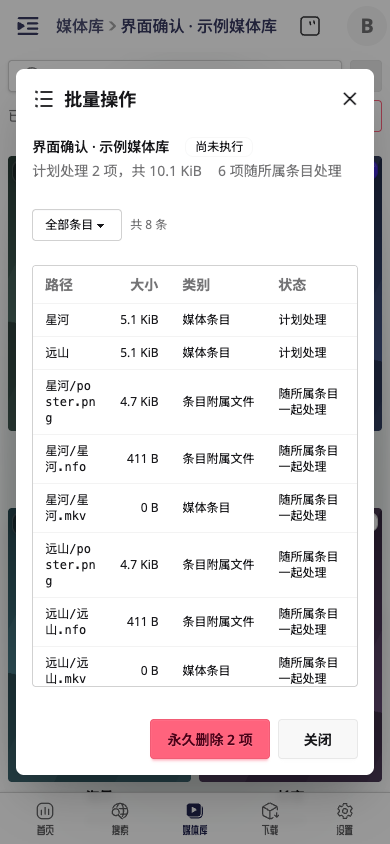 媒体库 > 界面确认 · 示例媒体库
B
批量操作
界面确认 · 示例媒体库 尚未执行
计划处理 2 项，共 10.1 KiB 6 项随所属条目处理
全部条目 共 8 条
路径 大小 类别 状态
星河 5.1 KiB 媒体条目 计划处理
远山 5.1 KiB 媒体条目 计划处理
星河/po
ster.pn
g
4.7 KiB 条目附属文件 随所属条目
一起处理
星河/星
河.nfo
411 B 条目附属文件 随所属条目
一起处理
星河/星
河.mkv
0 B 媒体条目 随所属条目
一起处理
远山/po
ster.pn
g
4.7 KiB 条目附属文件 随所属条目
一起处理
远山/远
山.nfo
411 B 条目附属文件 随所属条目
一起处理
远山/远
山.mkv
0 B 媒体条目 随所属条目
一起处理
永久删除 2 项 关闭
首页 搜索 媒体库 下载 设置